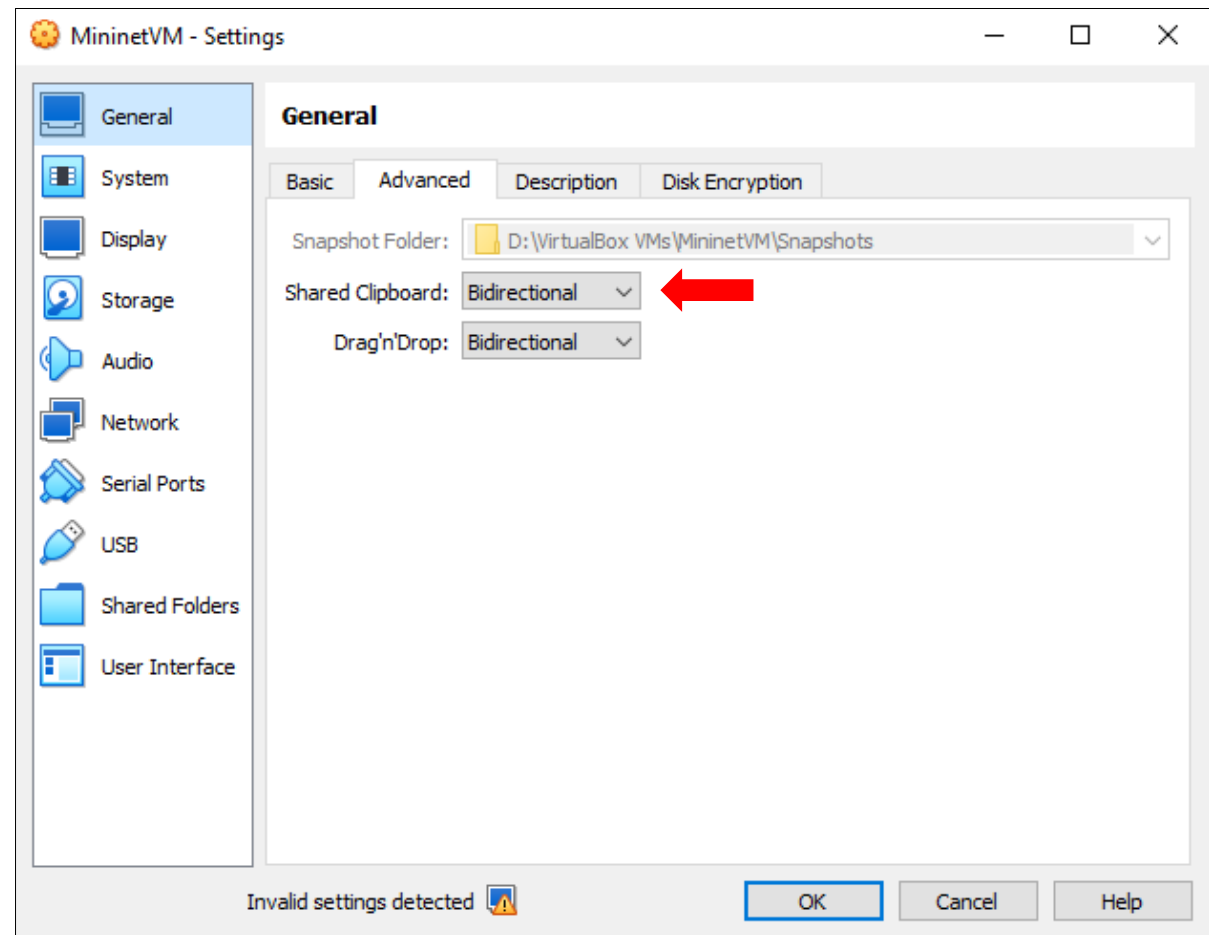 MininetVM - Settings
General
System
Display
Storage
Audio
Network
Serial Ports
USB
Shared Folders
User Interface
General
Basic Advanced Description Disk Encryption
Snapshot Folder: D:\VirtualBox VMs\MininetVM\Snapshots
Shared Clipboard: Bidirectional
Drag'n'Drop: Bidirectional
Invalid settings detected OK Cancel Help